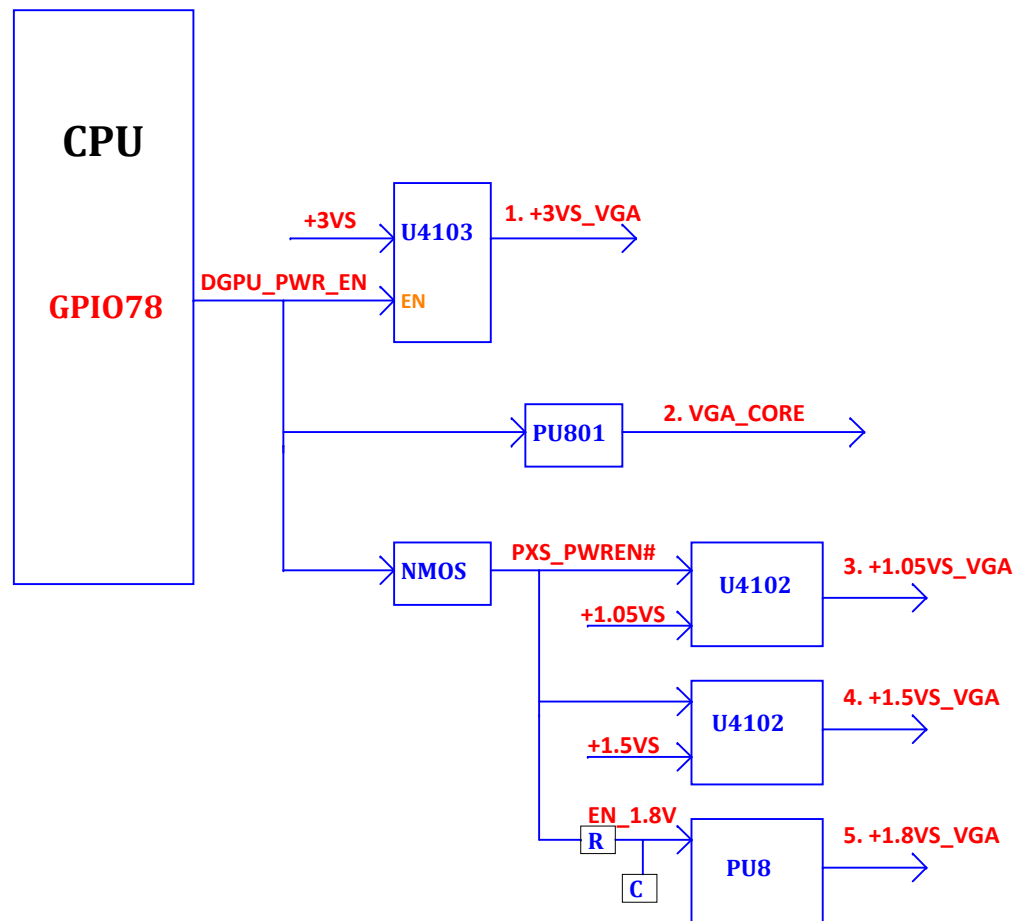 CPU
GPIO78
+3VS
U4103
1. +3VS_VGA
DGPU_PWR_EN
EN
PU801
2. VGA_CORE
NMOS
PXS_PWREN#
U4102
3. +1.05VS_VGA
+1.05VS
U4102
4. +1.5VS_VGA
+1.5VS
EN_1.8V
R
C
PU8
5. +1.8VS_VGA